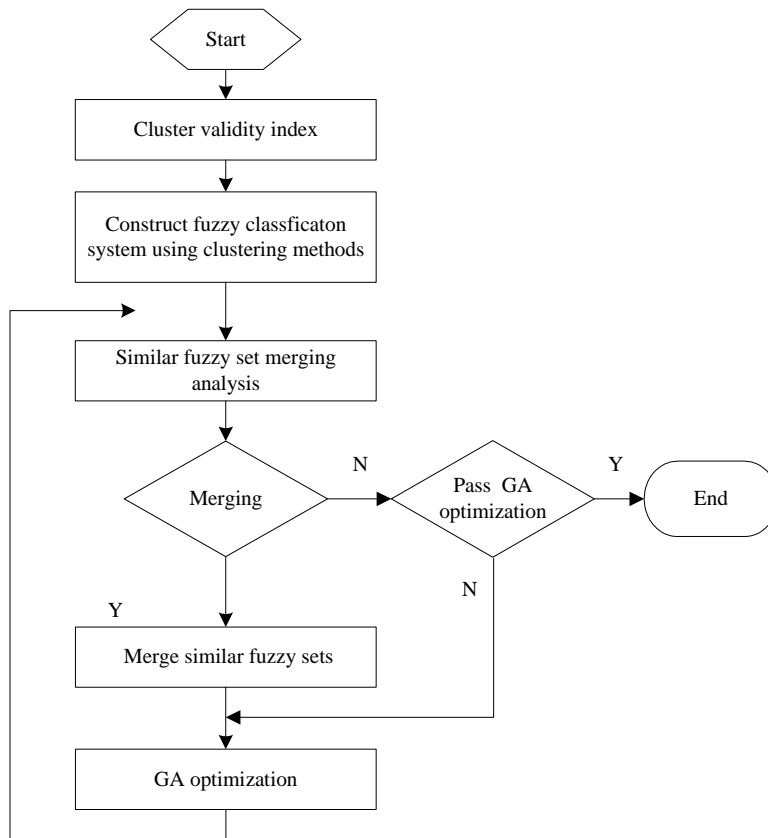 Start
Cluster validity index
Construct fuzzy classficaton
system using clustering methods
Similar fuzzy set merging
analysis
Merging
N
Pass GA
optimization
Y
End
N
Y
Merge similar fuzzy sets
GA optimization